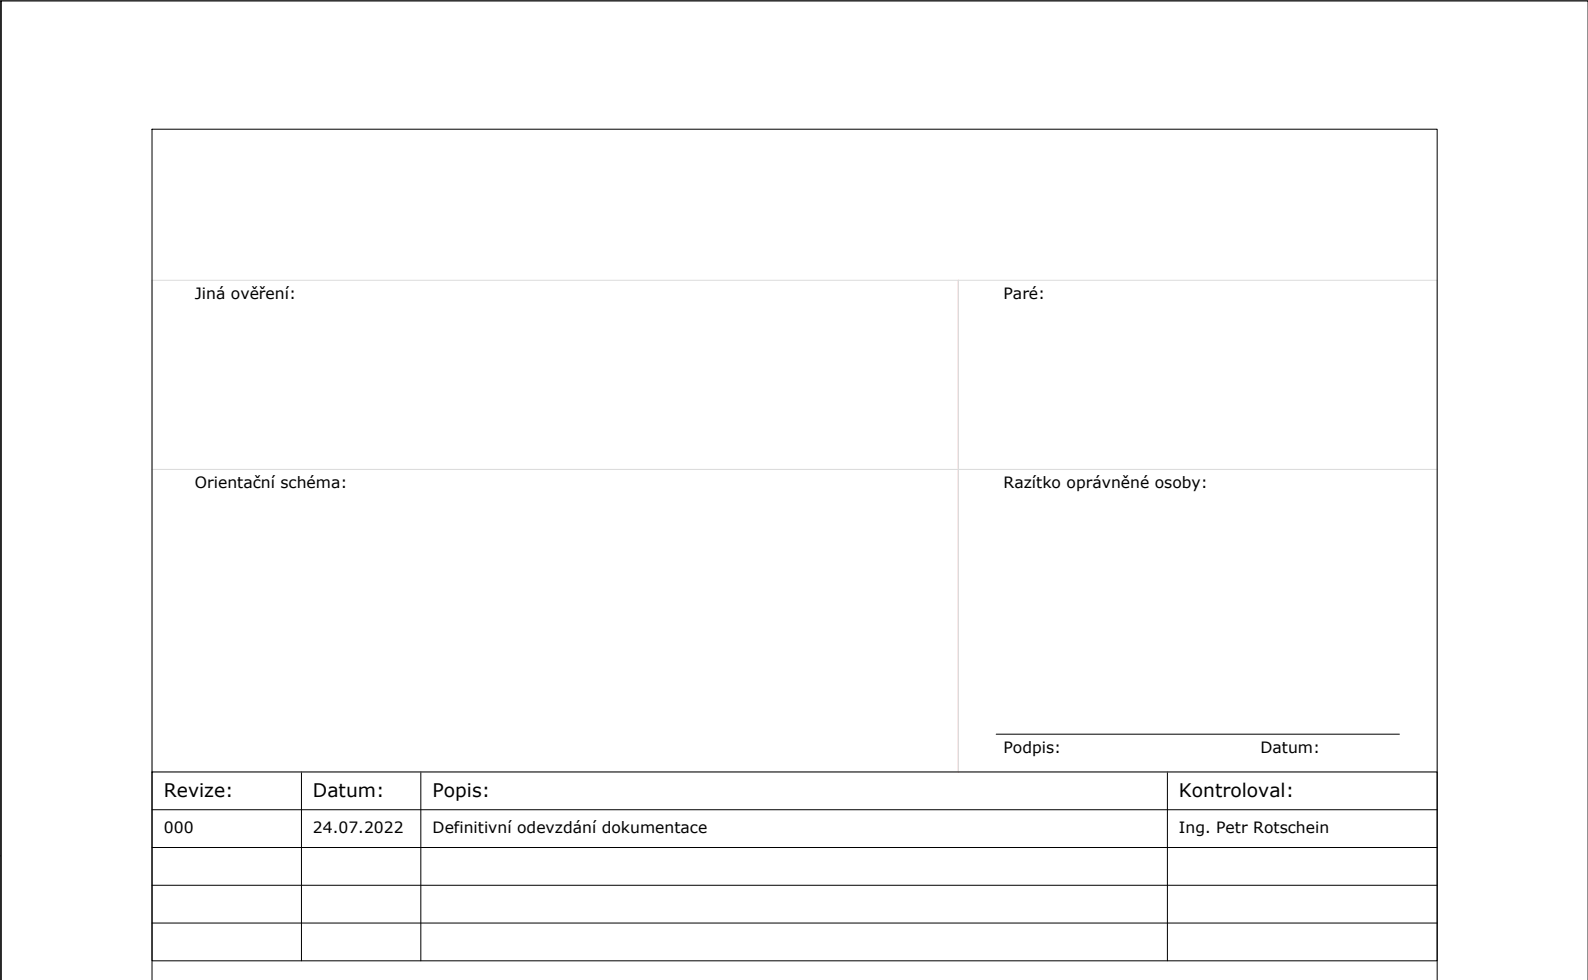 Jiná ověření:
Paré:
Orientační schéma:
Razítko oprávněné osoby:
Podpis:
Datum:
Revize:
Datum:
Popis:
Kontroloval:
000
24.07.2022
Definitivní odevzdání dokumentace
Ing. Petr Rotschein